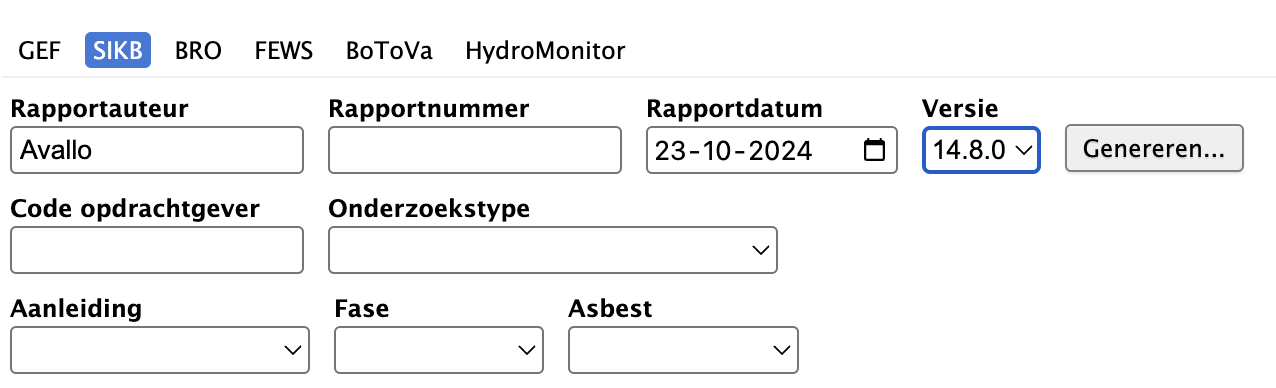 GEF SIKB BRO FEWS BoToVa HydroMonitor
Rapportauteur Rapportnummer Rapportdatum Versie
Avallo 23-10-2024 14.8.0 Genereren...
Code opdrachtgever Onderzoekstype
Aanleiding Fase Asbest